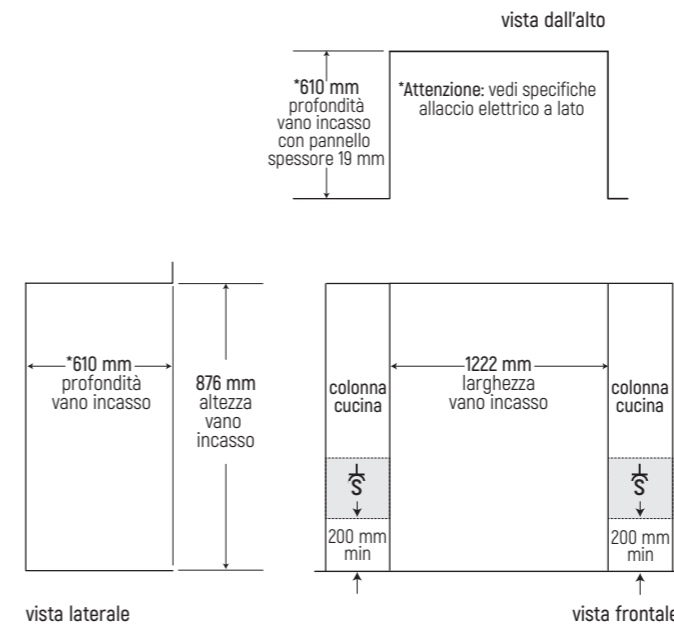 vista dall'alto
*610 mm
profondità
vano incasso
con pannello
spessore 19 mm
*Attenzione: vedi specifiche
allaccio elettrico a lato
*610 mm
profondità
vano incasso
876 mm
altezza
vano
incasso
colonna
cucina
1222 mm
larghezza
vano incasso
colonna
cucina
S
200 mm
min
S
200 mm
min
vista laterale
vista frontale